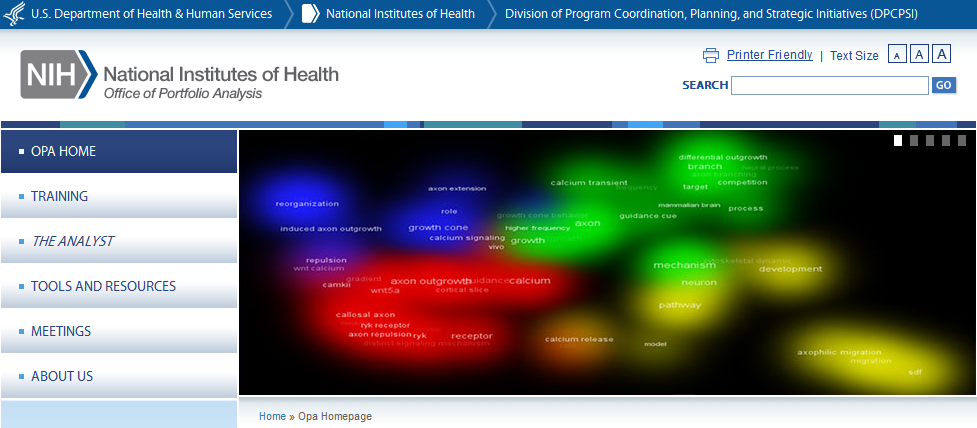 U.S. Department of Health & Human Services
National Institutes of Health
Division of Program Coordination, Planning, and Strategic Initiatives (DPCPSI)
NIH
National Institutes of Health
Office of Portfolio Analysis
Printer Friendly | Text Size A A A
SEARCH GO
OPA HOME
TRAINING
THE ANALYST
TOOLS AND RESOURCES
MEETINGS
ABOUT US
differential outgrowth
branch
neural process
axon branching
calcium transient
frequency
target
competition
axon extension
reorganization
mammalian brain
process
role
growth cone behavior
guidance cue
axon
induced axon outgrowth
growth cone
higher frequency
calcium signaling
growth
vivo
repulsion
wnt calcium
cytoskeletal dynamic
mechanism
development
gradient
camkii
axon outgrowth
guidance
calcium
neuron
wnt5a
cortical slice
pathway
callosal axon
ryk receptor
axon repulsion
ryk
receptor
distinct signaling mechanism
calcium release
model
axophilic migration
migration
sdf
Home » Opa Homepage